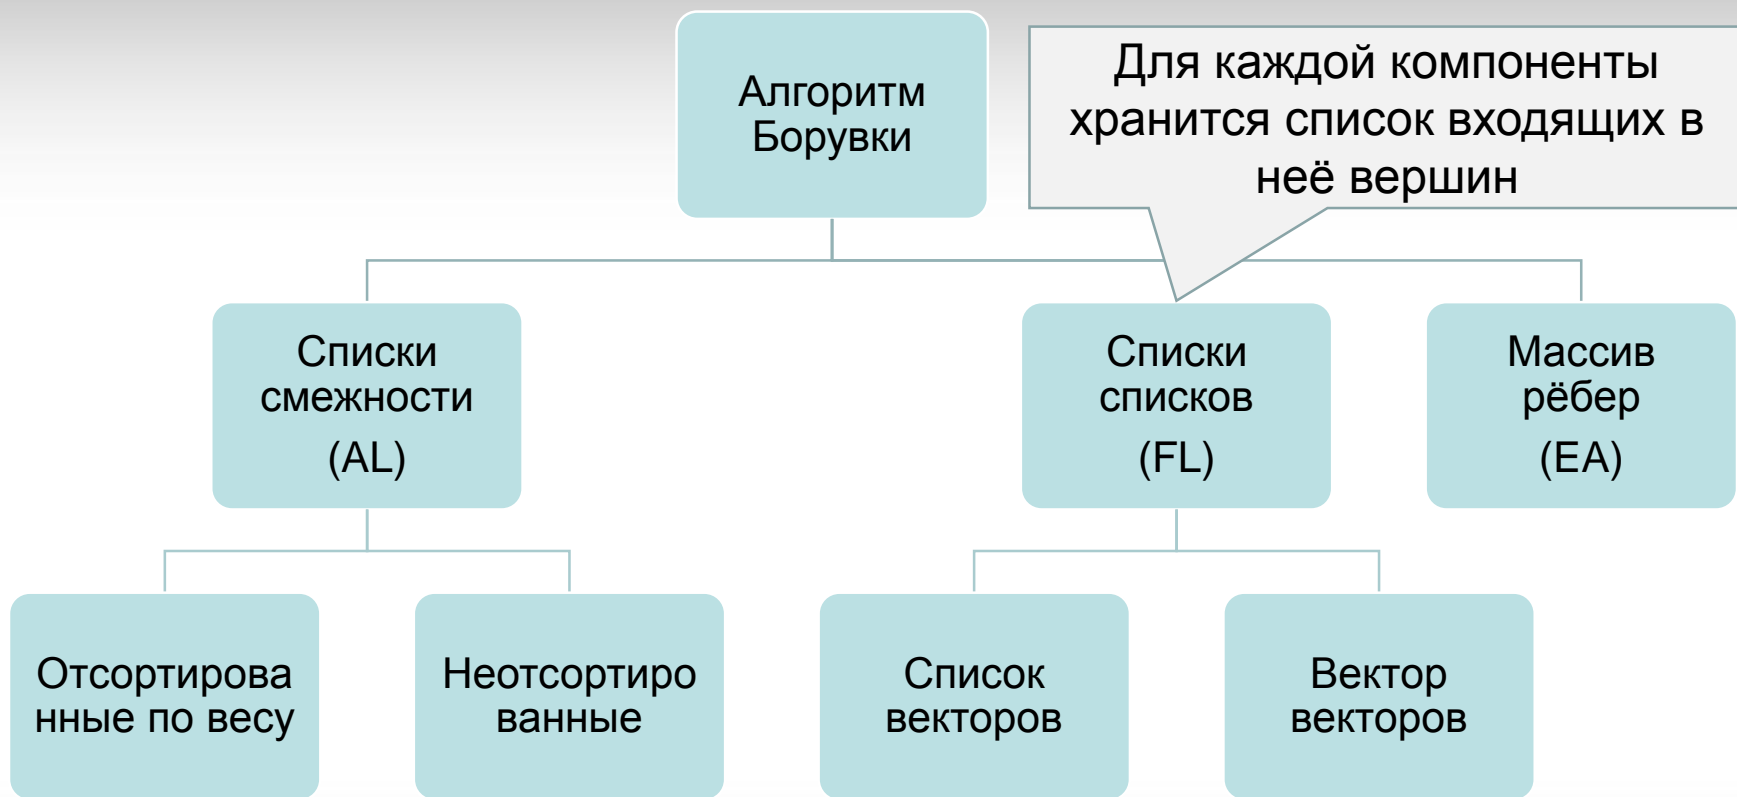 Алгоритм
Борувки
Для каждой компоненты
хранится список входящих в
неё вершин
Списки
смежности
(AL)
Списки
списков
(FL)
Массив
рёбер
(EA)
Отсортирова
нные по весу
Неотсортиро
ванные
Список
векторов
Вектор
векторов